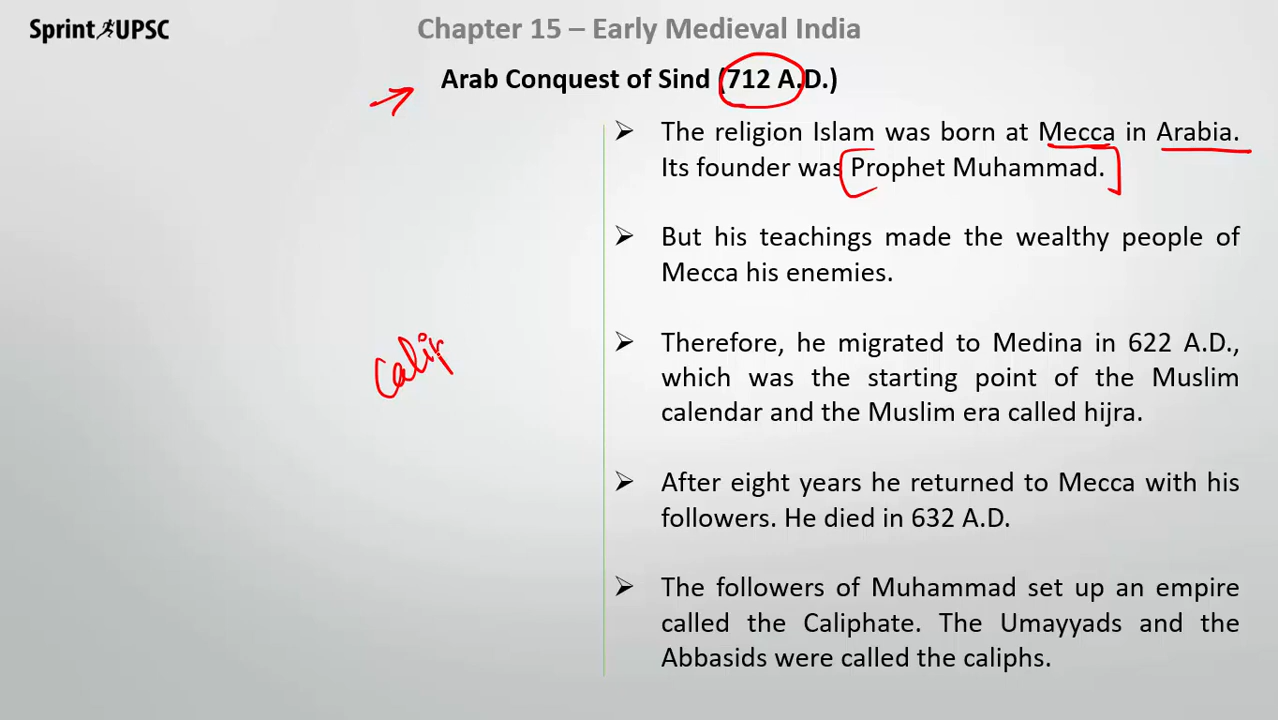 Sprint UPSC
Chapter 15 – Early Medieval India
Arab Conquest of Sind (712 A.D.)
➢ The religion Islam was born at Mecca in Arabia.
Its founder was Prophet Muhammad.
➢ But his teachings made the wealthy people of
Mecca his enemies.
Calip
➢ Therefore, he migrated to Medina in 622 A.D.,
which was the starting point of the Muslim
calendar and the Muslim era called hijra.
➢ After eight years he returned to Mecca with his
followers. He died in 632 A.D.
➢ The followers of Muhammad set up an empire
called the Caliphate. The Umayyads and the
Abbasids were called the caliphs.